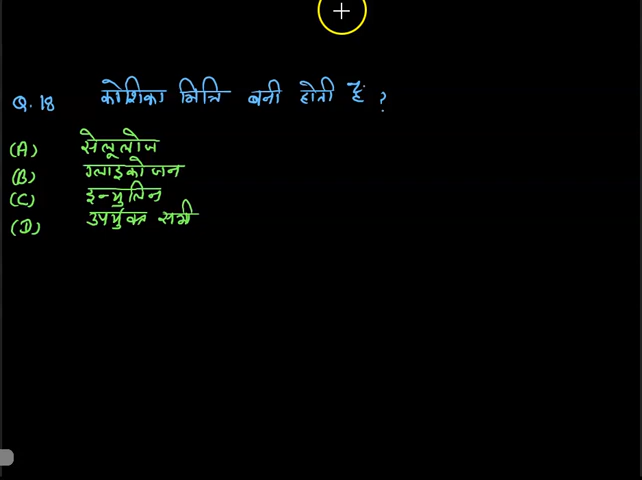 Q. 18 कोशिका भित्ति बनी होती है ?
(A) सेलूलोज
(B) ग्लाइकोजन
(C) इन्सुलिन
(D) उपर्युक्त सभी